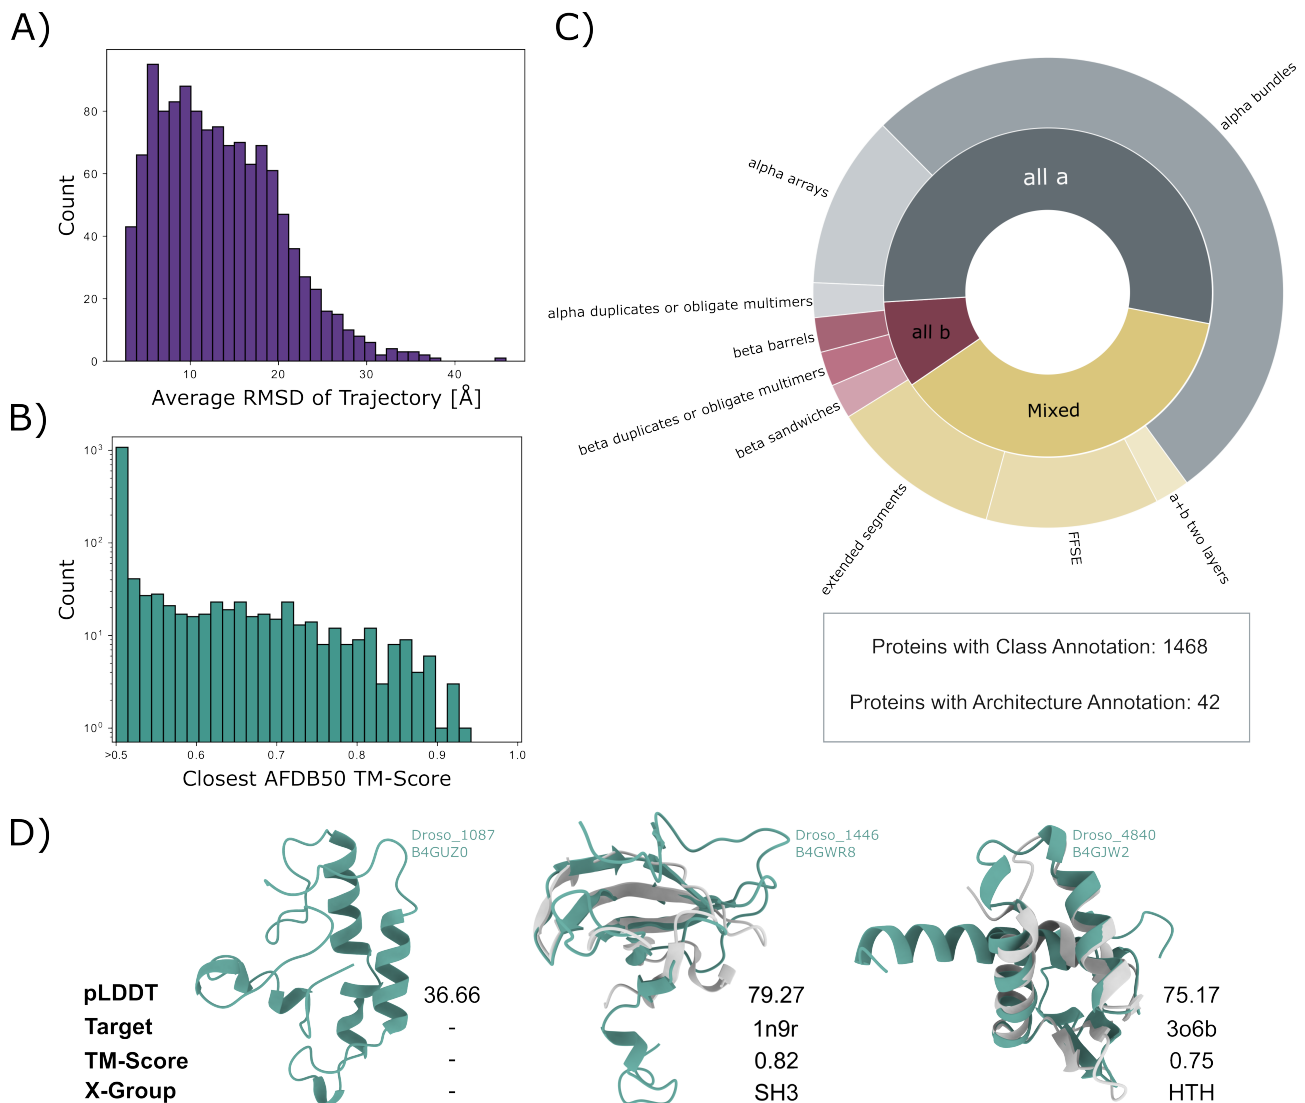 A)
Count
80
60
40
20
0
10
20
30
40
Average RMSD of Trajectory [Å]
B)
Count
10³
10²
10¹
10⁰
>0.5
0.6
0.7
0.8
0.9
1.0
Closest AFDB50 TM-Score
C)
alpha bundles
alpha arrays
alpha duplicates or obligate multimers
beta barrels
beta duplicates or obligate multimers
beta sandwiches
extended segments
FFSE
a+b two layers
all a
all b
Mixed
Proteins with Class Annotation: 1468
Proteins with Architecture Annotation: 42
D)
Droso_1087
B4GUZ0
Droso_1446
B4GWR8
Droso_4840
B4GJW2
pLDDT 36.66 79.27 75.17
Target - 1n9r 3o6b
TM-Score - 0.82 0.75
X-Group - SH3 HTH